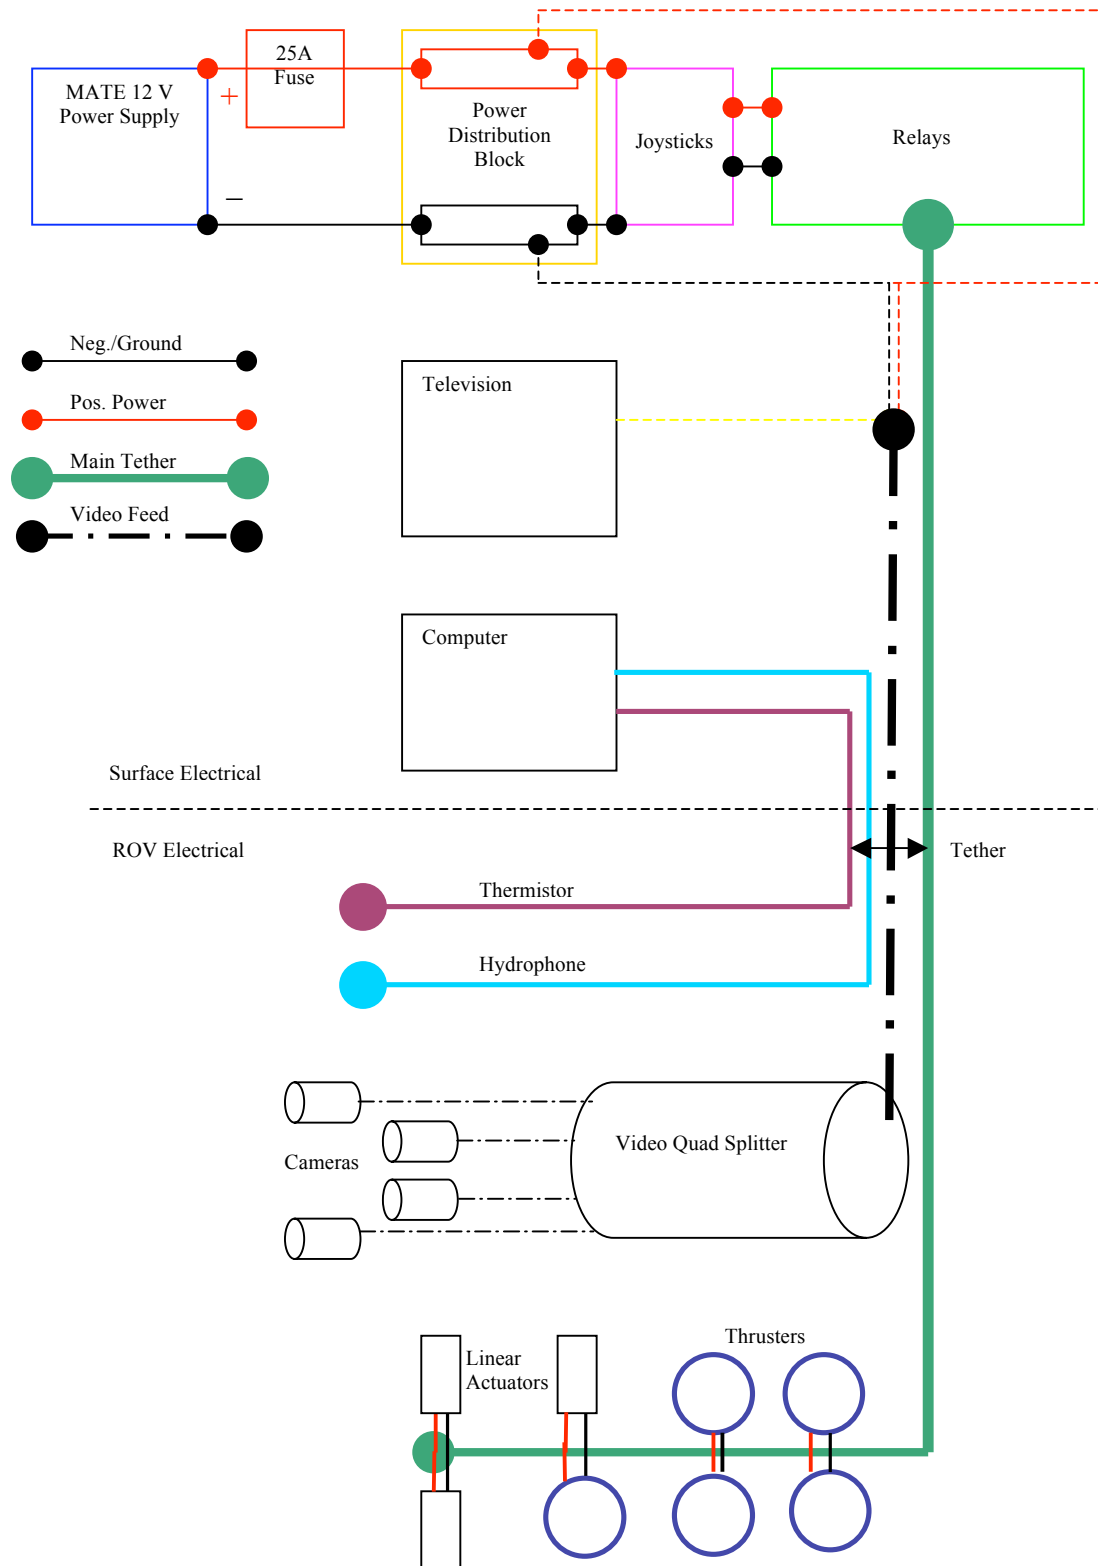 MATE 12 V
Power Supply
+
–
25A
Fuse
Power
Distribution
Block
Joysticks
Relays
Neg./Ground
Pos. Power
Main Tether
Video Feed
Television
Computer
Surface Electrical
ROV Electrical
Tether
Thermistor
Hydrophone
Cameras
Video Quad Splitter
Linear
Actuators
Thrusters